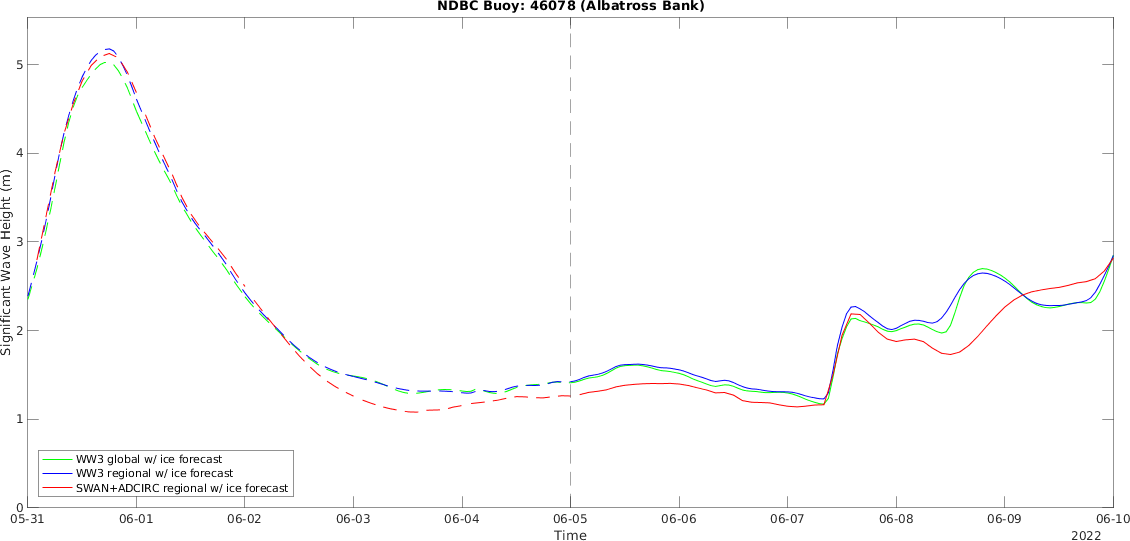 NDBC Buoy: 46078 (Albatross Bank)
Significant Wave Height (m)
5
4
3
2
1
0
WW3 global w/ ice forecast
WW3 regional w/ ice forecast
SWAN+ADCIRC regional w/ ice forecast
05-31 06-01 06-02 06-03 06-04 06-05 06-06 06-07 06-08 06-09 06-10
Time
2022